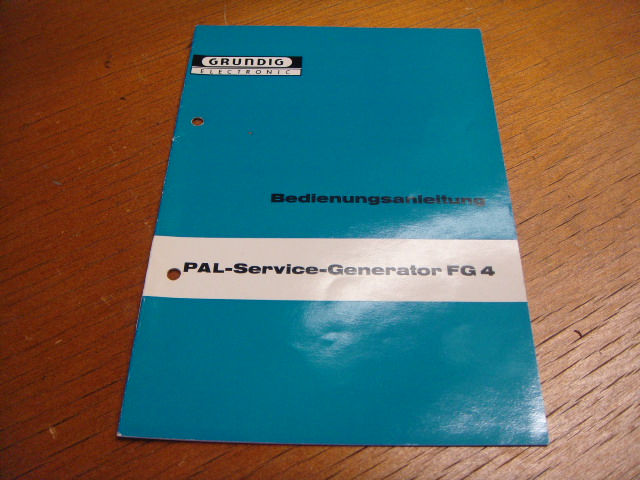 GRUNDIG
ELECTRONIC
Bedienungsanleitung
PAL-Service-Generator FG 4